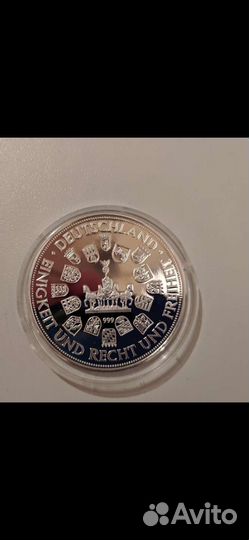 · DEUTSCHLAND ·
EINIGKEIT UND RECHT UND FREIHEIT
999
Avito